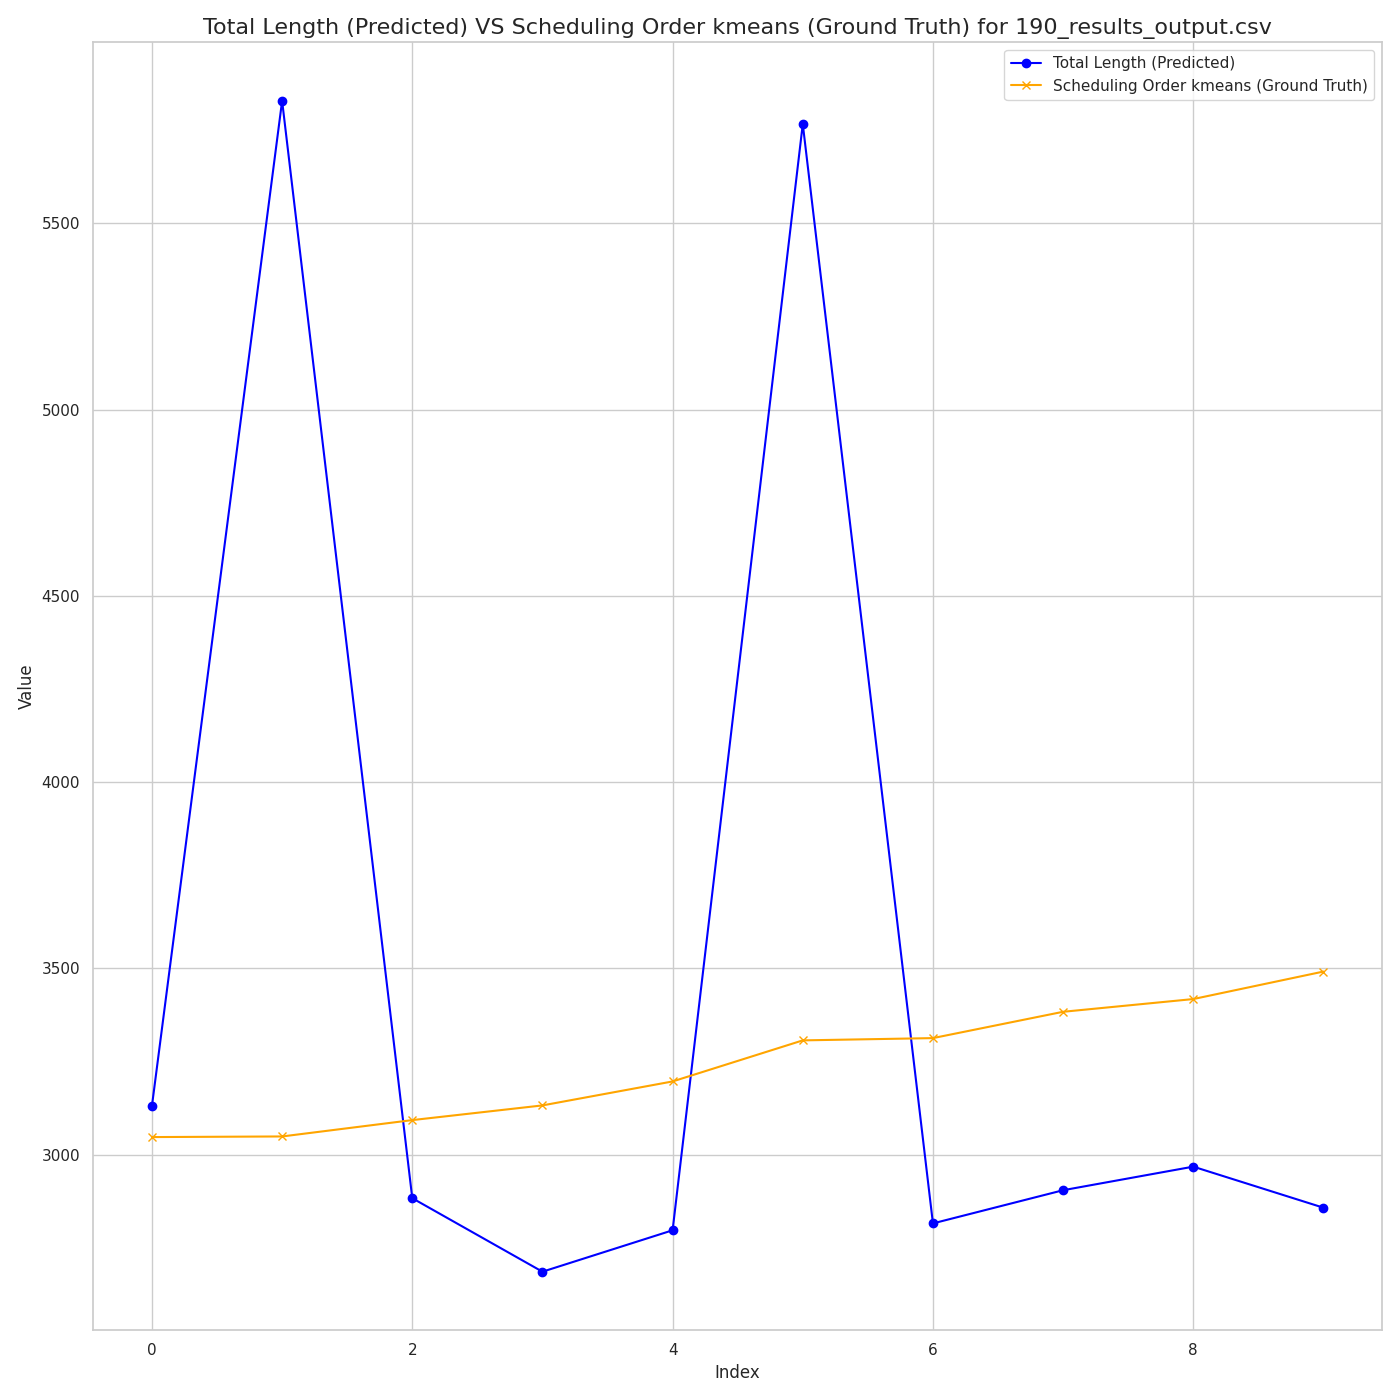 Total Length (Predicted) VS Scheduling Order kmeans (Ground Truth) for 190_results_output.csv
Total Length (Predicted)
Scheduling Order kmeans (Ground Truth)
5500
5000
4500
4000
3500
3000
Value
0 2 4 6 8
Index